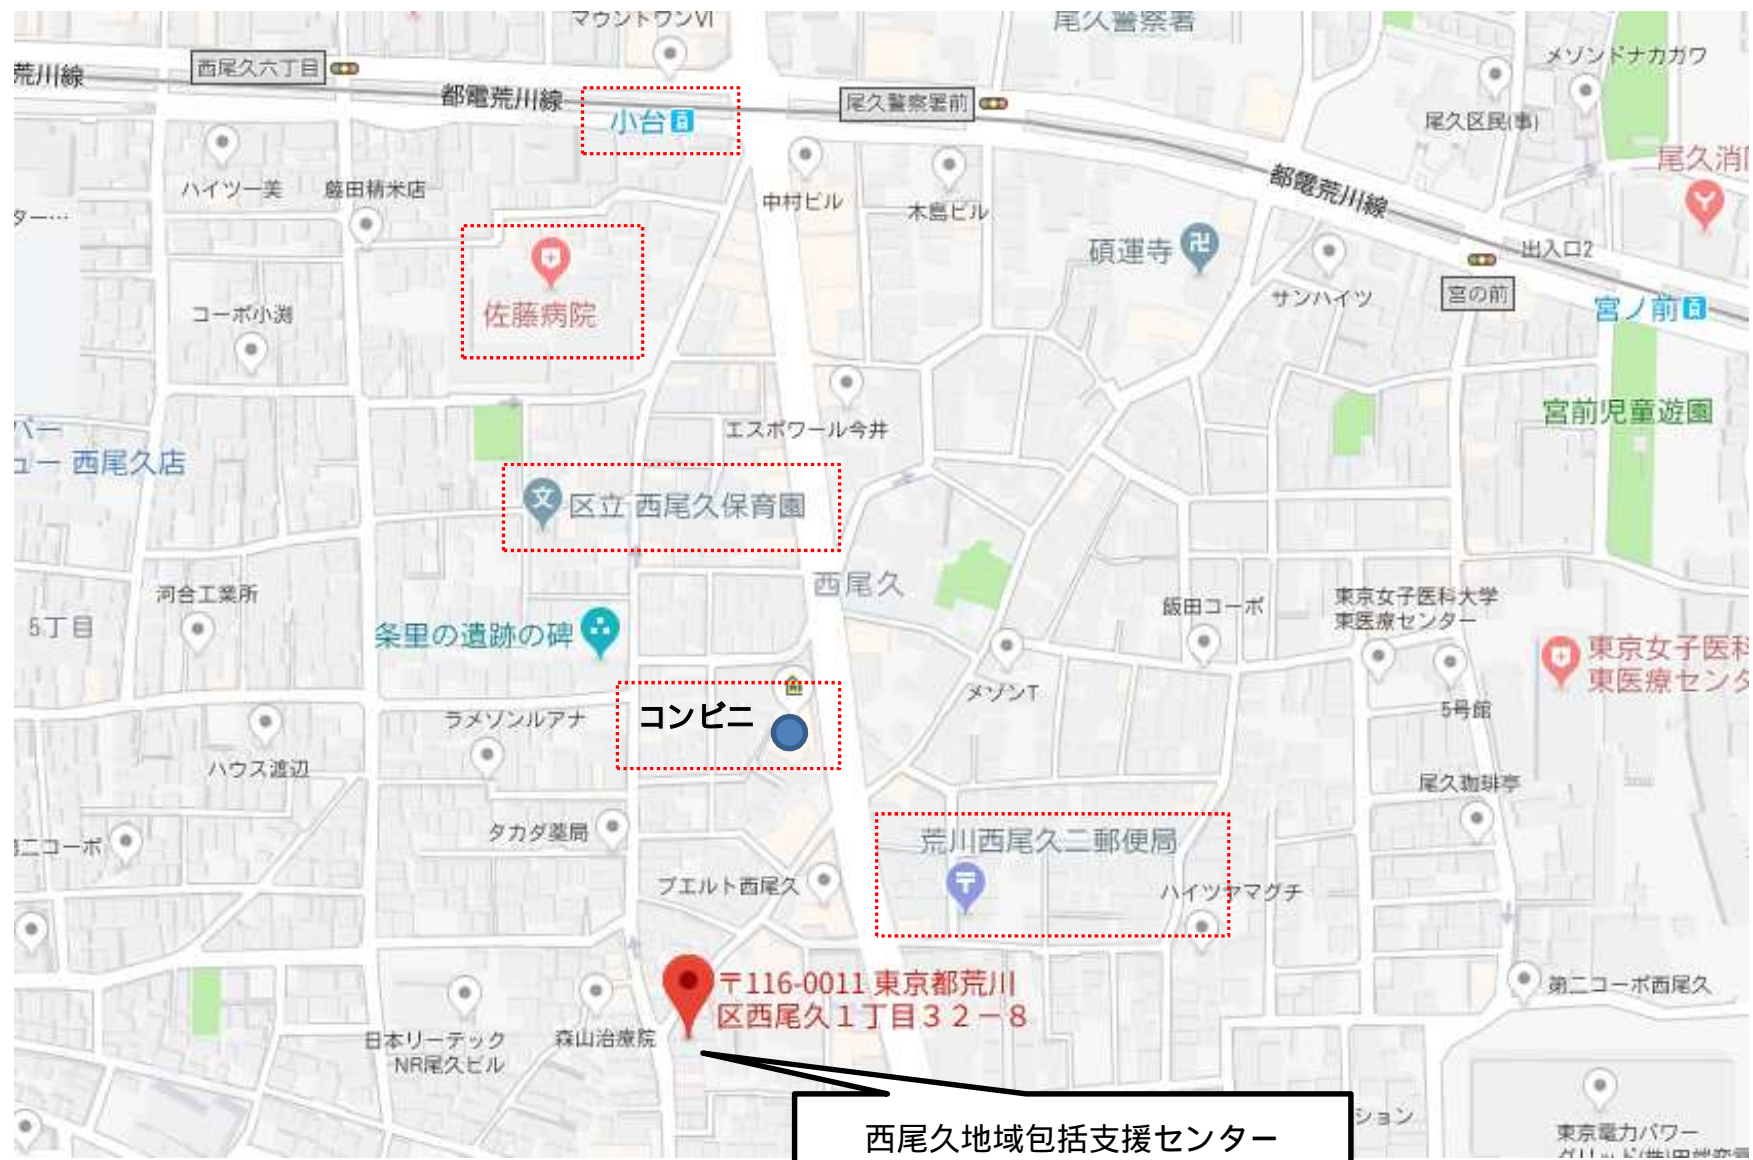 マウントワンVI
尾久警察署
西尾久六丁目
荒川線
都電荒川線
小台
尾久警察署前
メゾンドナカガワ
尾久区民(事)
尾久消
都電荒川線
ハイツ一美
藤田精米店
中村ビル
木島ビル
ター…
碩運寺
出入口2
サンハイツ
宮の前
宮ノ前
コーポ小渕
佐藤病院
エスポワール今井
宮前児童遊園
バー
ュー 西尾久店
区立 西尾久保育園
西尾久
河合工業所
5丁目
条里の遺跡の碑
飯田コーポ
東京女子医科大学
東医療センター
東京女子医科
東医療センタ
メゾンT
5号館
コンビニ
ラメゾンルアナ
ハウス渡辺
尾久珈琲亭
タカダ薬局
荒川西尾久二郵便局
二コーポ
プエルト西尾久
ハイツヤマグチ
〒116-0011 東京都荒川
区西尾久1丁目32−8
第二コーポ西尾久
日本リーテック
NR尾久ビル
森山治療院
ション
西尾久地域包括支援センター
東京電力パワー